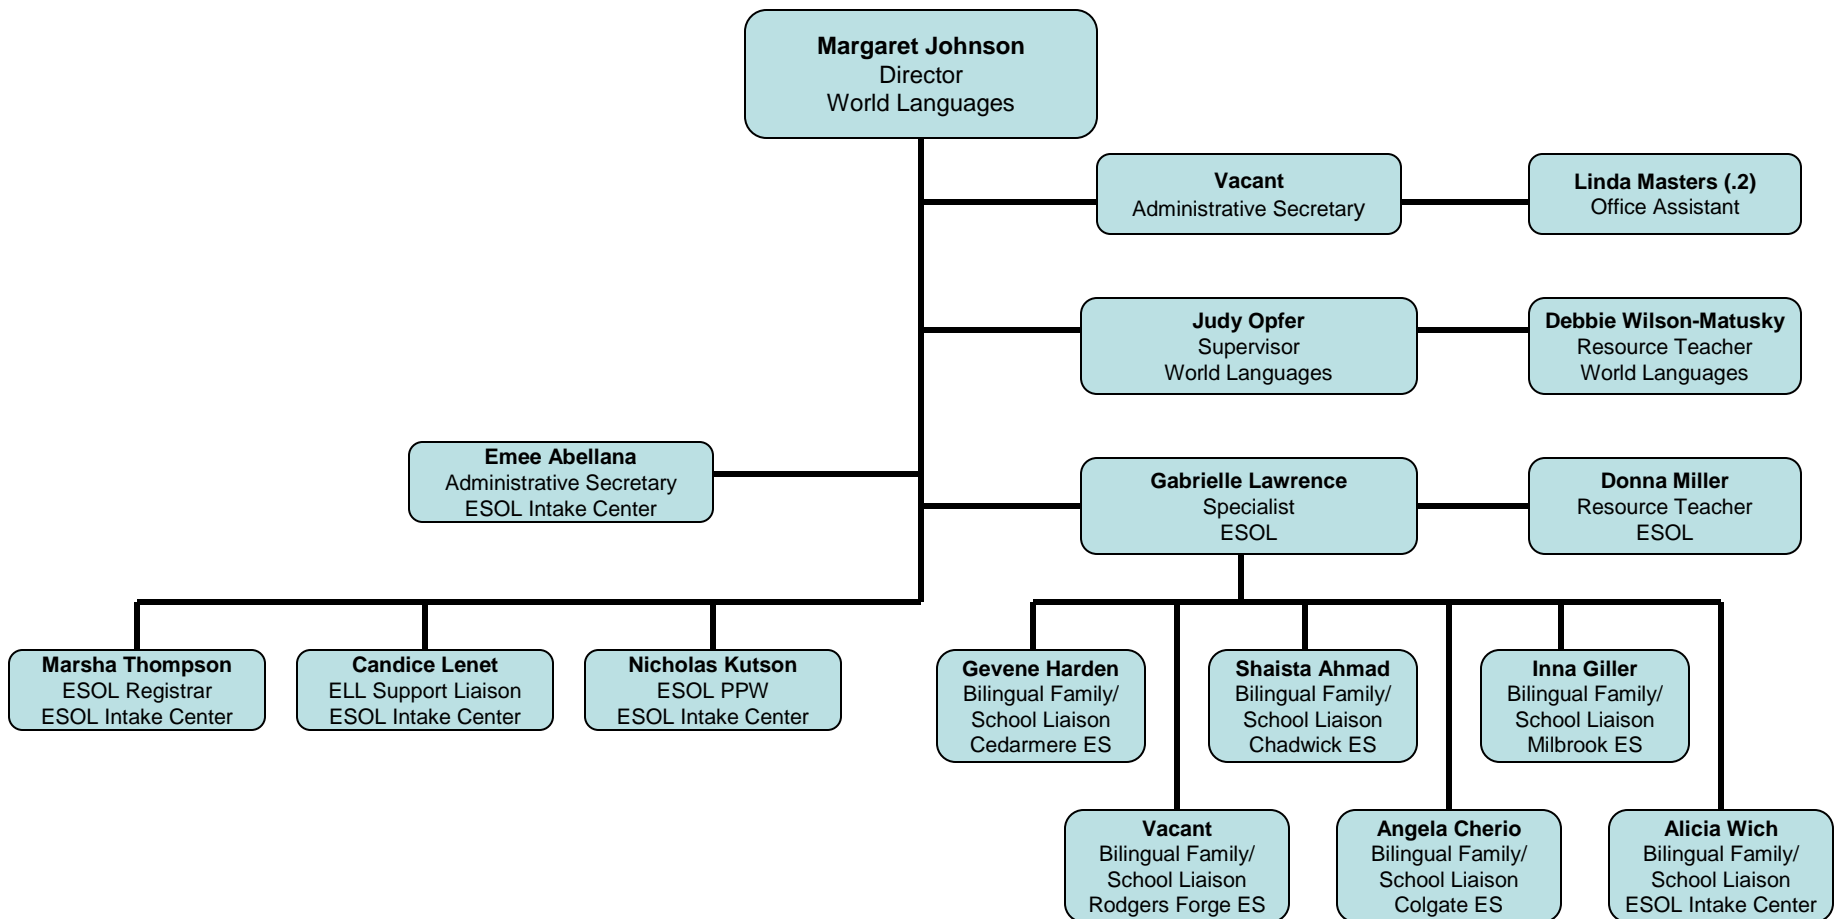 Margaret Johnson
Director
World Languages
Vacant
Administrative Secretary
Linda Masters (.2)
Office Assistant
Judy Opfer
Supervisor
World Languages
Debbie Wilson-Matusky
Resource Teacher
World Languages
Emee Abellana
Administrative Secretary
ESOL Intake Center
Gabrielle Lawrence
Specialist
ESOL
Donna Miller
Resource Teacher
ESOL
Marsha Thompson
ESOL Registrar
ESOL Intake Center
Candice Lenet
ELL Support Liaison
ESOL Intake Center
Nicholas Kutson
ESOL PPW
ESOL Intake Center
Gevene Harden
Bilingual Family/
School Liaison
Cedarmere ES
Shaista Ahmad
Bilingual Family/
School Liaison
Chadwick ES
Inna Giller
Bilingual Family/
School Liaison
Milbrook ES
Vacant
Bilingual Family/
School Liaison
Rodgers Forge ES
Angela Cherio
Bilingual Family/
School Liaison
Colgate ES
Alicia Wich
Bilingual Family/
School Liaison
ESOL Intake Center